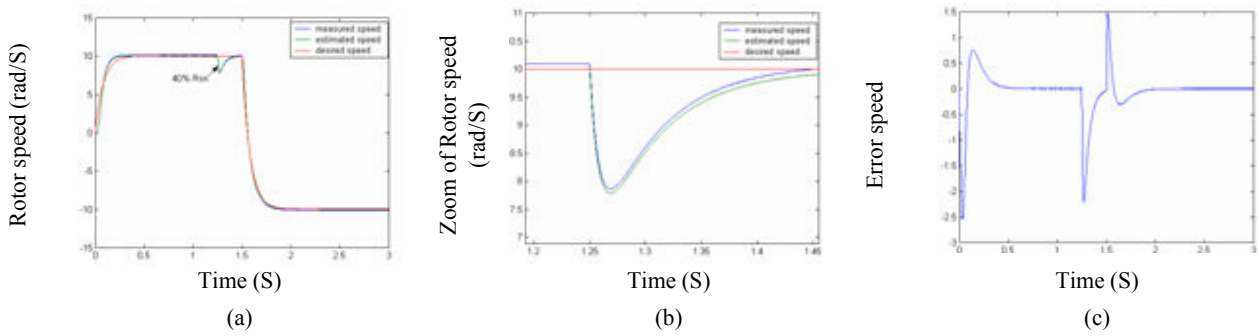 Rotor speed (rad/S)
15
10
5
0
-5
-10
-15
0
0.5
1
1.5
2
2.5
3
measured speed
estimated speed
desired speed
40% Rsn
Time (S)
(a)
Zoom of Rotor speed
(rad/S)
11
10.5
10
9.5
9
8.5
8
7.5
7
1.2
1.25
1.3
1.35
1.4
1.45
measured speed
estimated speed
desired speed
Time (S)
(b)
Error speed
1.5
1
0.5
0
-0.5
-1
-1.5
-2
-2.5
-3
0
0.5
1
1.5
2
2.5
3
Time (S)
(c)